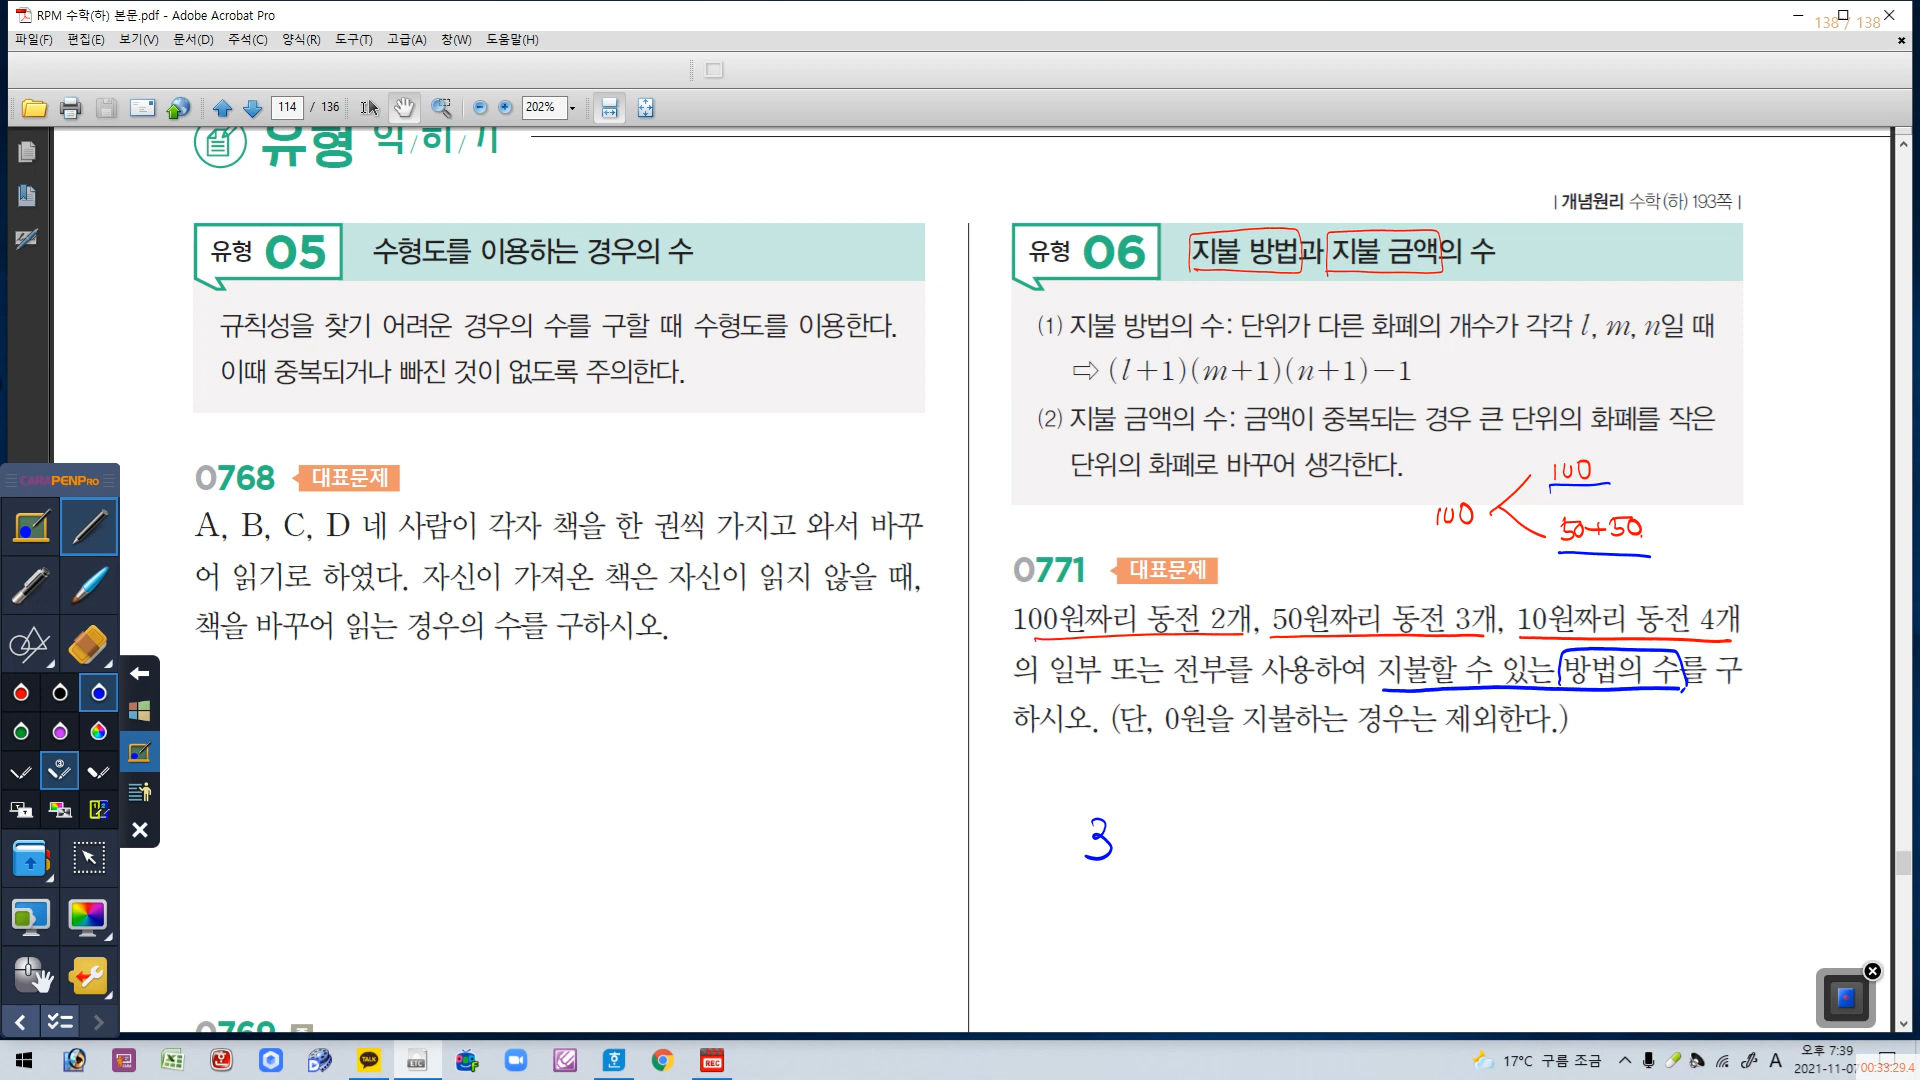 RPM 수학(하) 본문.pdf - Adobe Acrobat Pro
138 / 138
파일(F) 편집(E) 보기(V) 문서(D) 주석(C) 양식(R) 도구(T) 고급(A) 창(W) 도움말(H)
114 / 136 202%
유형 익/히/기
| 개념원리 수학(하) 193쪽 |
유형 05 수형도를 이용하는 경우의 수
규칙성을 찾기 어려운 경우의 수를 구할 때 수형도를 이용한다.
이때 중복되거나 빠진 것이 없도록 주의한다.
0768 대표문제
A, B, C, D 네 사람이 각자 책을 한 권씩 가지고 와서 바꾸
어 읽기로 하였다. 자신이 가져온 책은 자신이 읽지 않을 때,
책을 바꾸어 읽는 경우의 수를 구하시오.
0769 중
유형 06 지불 방법과 지불 금액의 수
(1) 지불 방법의 수: 단위가 다른 화폐의 개수가 각각 l, m, n일 때
⇨ (l+1)(m+1)(n+1)-1
(2) 지불 금액의 수: 금액이 중복되는 경우 큰 단위의 화폐를 작은
단위의 화폐로 바꾸어 생각한다.
100
100
50+50
0771 대표문제
100원짜리 동전 2개, 50원짜리 동전 3개, 10원짜리 동전 4개
의 일부 또는 전부를 사용하여 지불할 수 있는 방법의 수를 구
하시오. (단, 0원을 지불하는 경우는 제외한다.)
3
CARAPENPRO
TALK
ETC
REC
17°C 구름 조금
A
오후 7:39
2021-11-07
00:33:29.4